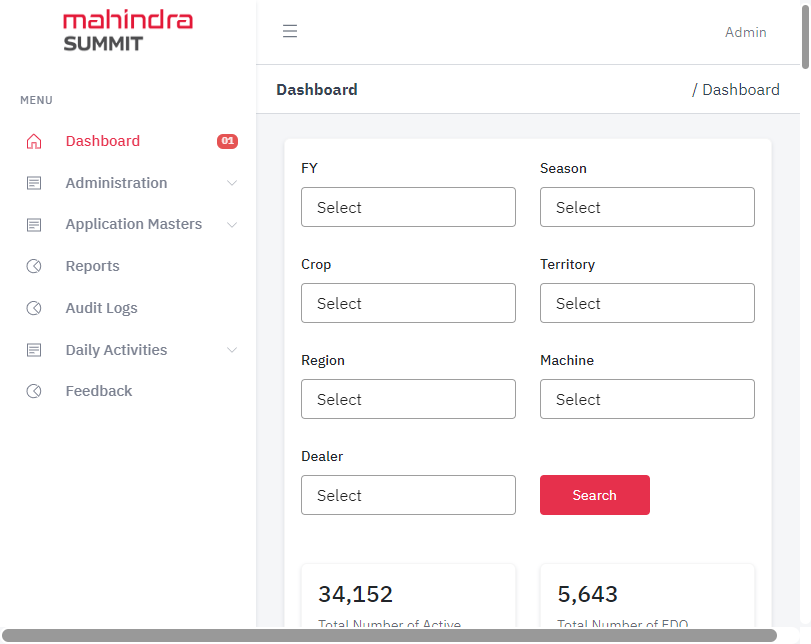 mahindra
SUMMIT
Admin
MENU
Dashboard
/ Dashboard
Dashboard 01
Administration
Application Masters
Reports
Audit Logs
Daily Activities
Feedback
FY Season
Select Select
Crop Territory
Select Select
Region Machine
Select Select
Dealer
Select Search
34,152 5,643
Total Number of Active Total Number of FDO